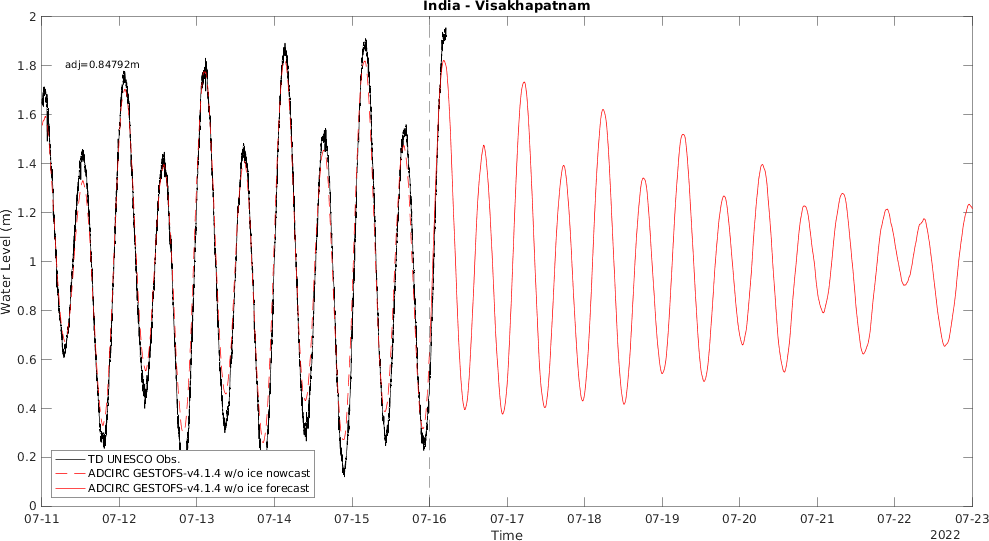 India - Visakhapatnam
2
1.8
adj=0.84792m
1.6
1.4
1.2
1
0.8
0.6
0.4
0.2
0
Water Level (m)
TD UNESCO Obs.
ADCIRC GESTOFS-v4.1.4 w/o ice nowcast
ADCIRC GESTOFS-v4.1.4 w/o ice forecast
07-11 07-12 07-13 07-14 07-15 07-16 07-17 07-18 07-19 07-20 07-21 07-22 07-23
Time
2022